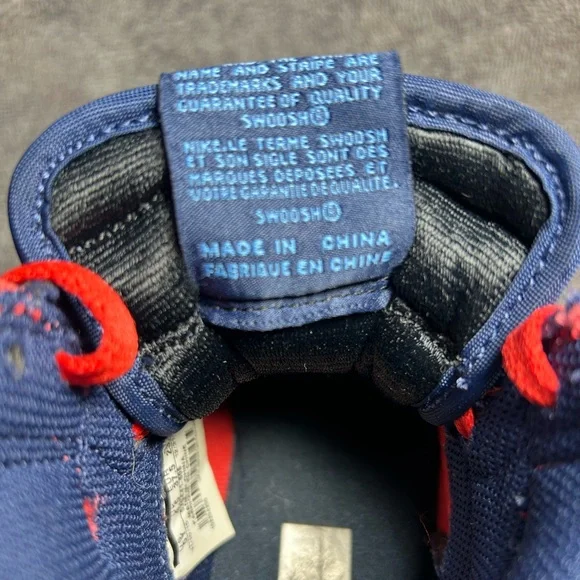 NAME AND STRIPE ARE
TRADEMARKS AND YOUR
GUARANTEE OF QUALITY
SWOOSH®
NIKE.LE TERME SWOOSH
ET SON SIGLE SONT DES
MARQUES DEPOSEES ET
VOTRE GARANTIE DE QUALITE.
SWOOSH®
MADE IN CHINA
FABRIQUE EN CHINE